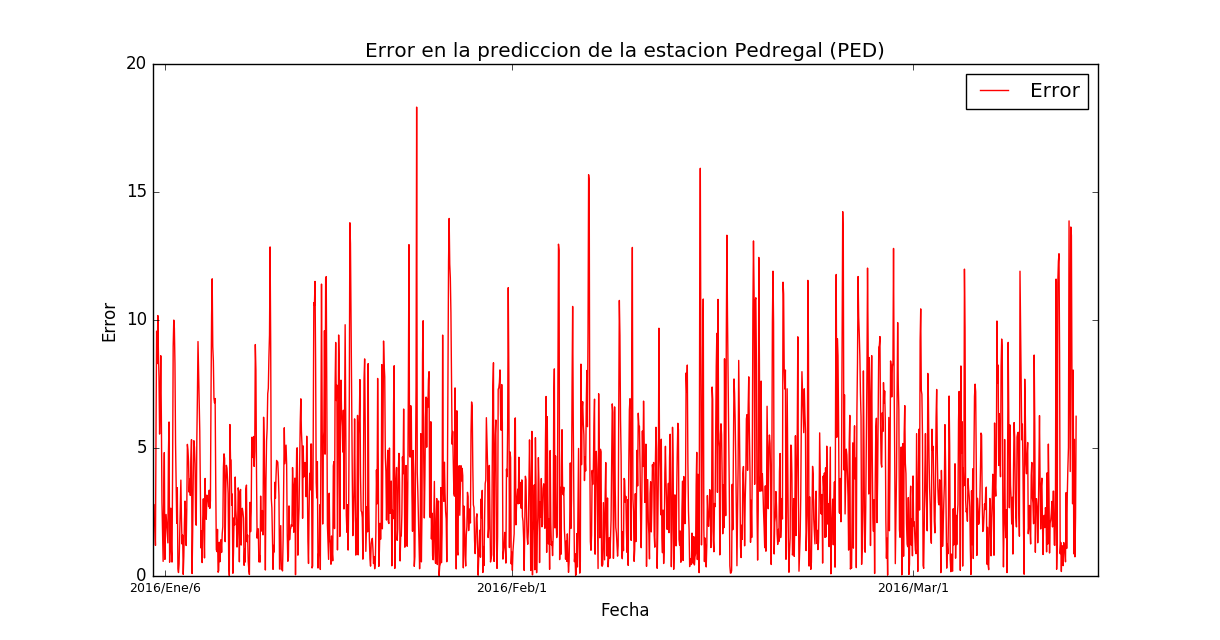 Error en la prediccion de la estacion Pedregal (PED)
20
Error
15
10
Error
5
0
2016/Ene/6 2016/Feb/1 2016/Mar/1
Fecha